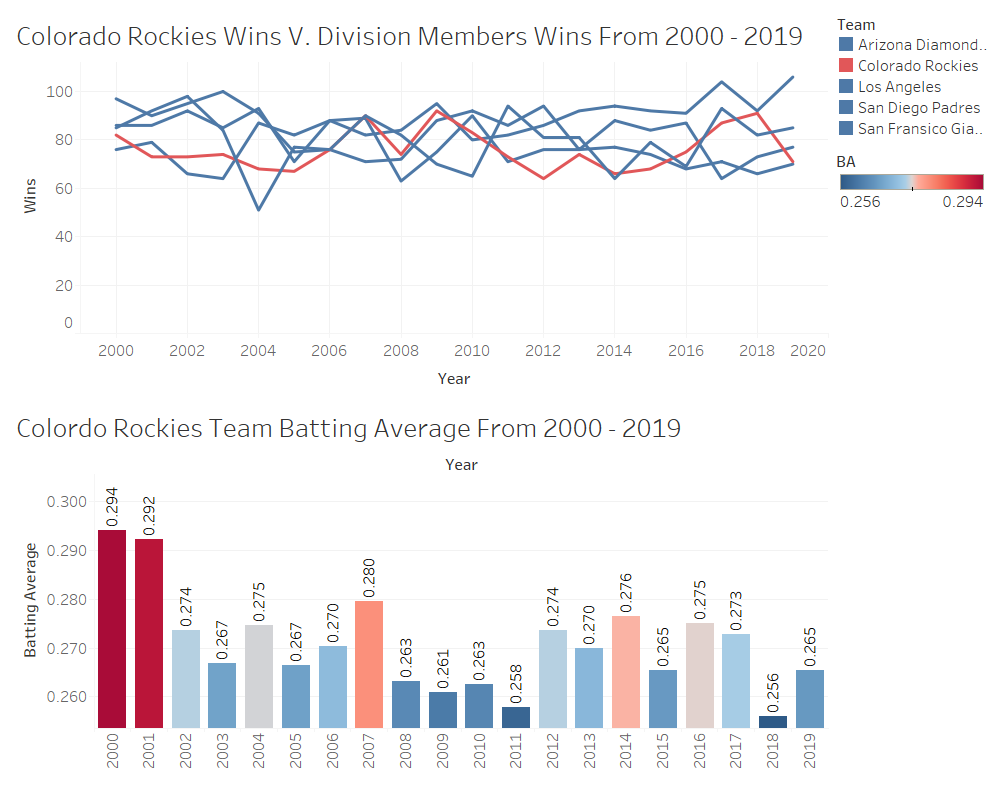 Colorado Rockies Wins V. Division Members Wins From 2000 - 2019
Team
Arizona Diamond..
Colorado Rockies
Los Angeles
San Diego Padres
San Fransico Gia..
BA
0.256 0.294
Wins
100
80
60
40
20
0
2000 2002 2004 2006 2008 2010 2012 2014 2016 2018 2020
Year
Colordo Rockies Team Batting Average From 2000 - 2019
Year
Batting Average
0.300
0.290
0.280
0.270
0.260
0.294 0.292 0.274 0.267 0.275 0.267 0.270 0.280 0.263 0.261 0.263 0.258 0.274 0.270 0.276 0.265 0.275 0.273 0.256 0.265
2000 2001 2002 2003 2004 2005 2006 2007 2008 2009 2010 2011 2012 2013 2014 2015 2016 2017 2018 2019